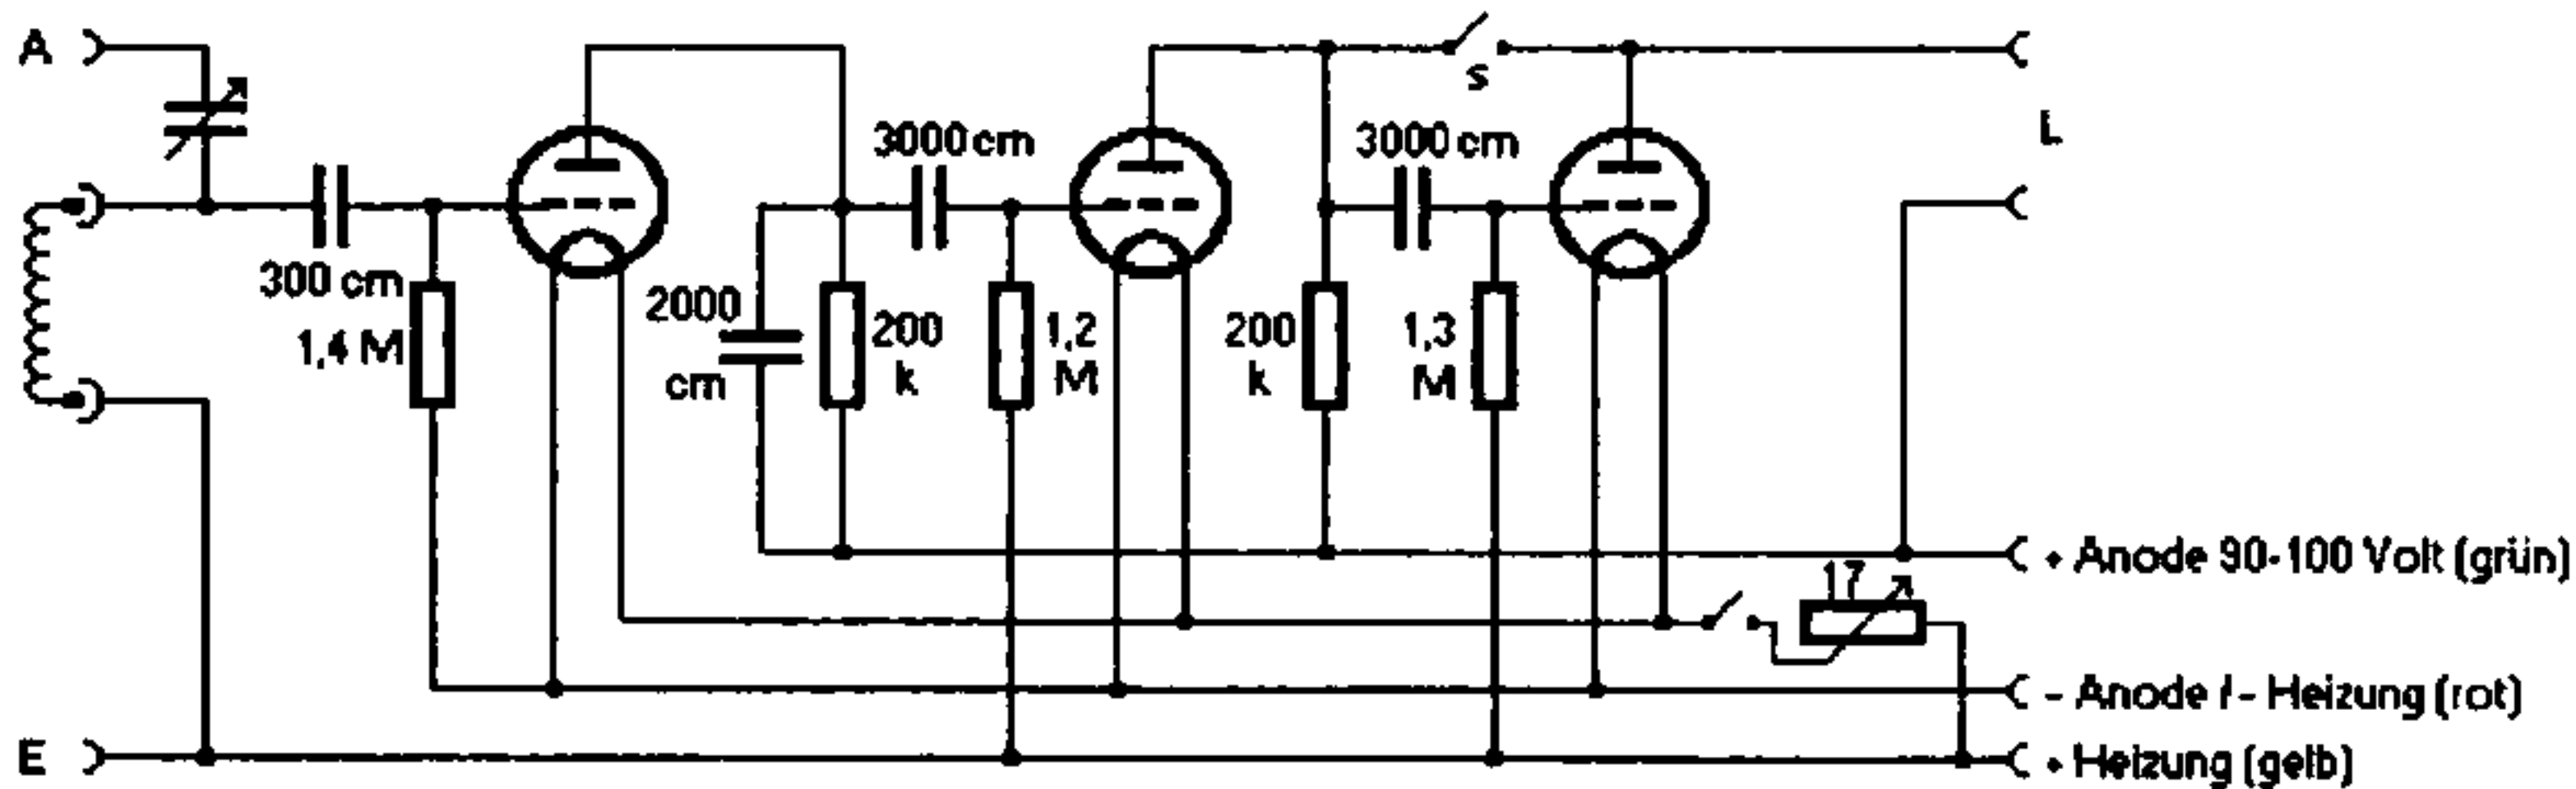 A
S
3000 cm
3000 cm
L
300 cm
1,4 M
2000
cm
200
k
1,2
M
200
k
1,3
M
+ Anode 90-100 Volt (grün)
17
- Anode / - Heizung (rot)
E
+ Heizung (gelb)